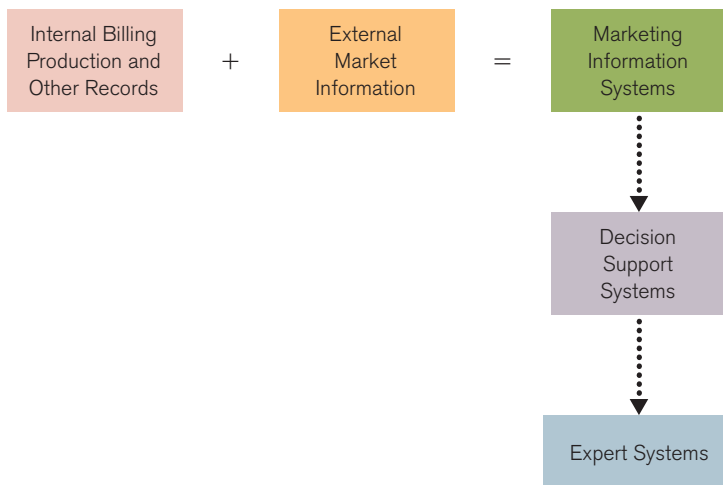 Internal Billing
Production and
Other Records
+
External
Market
Information
=
Marketing
Information
Systems
Decision
Support
Systems
Expert Systems